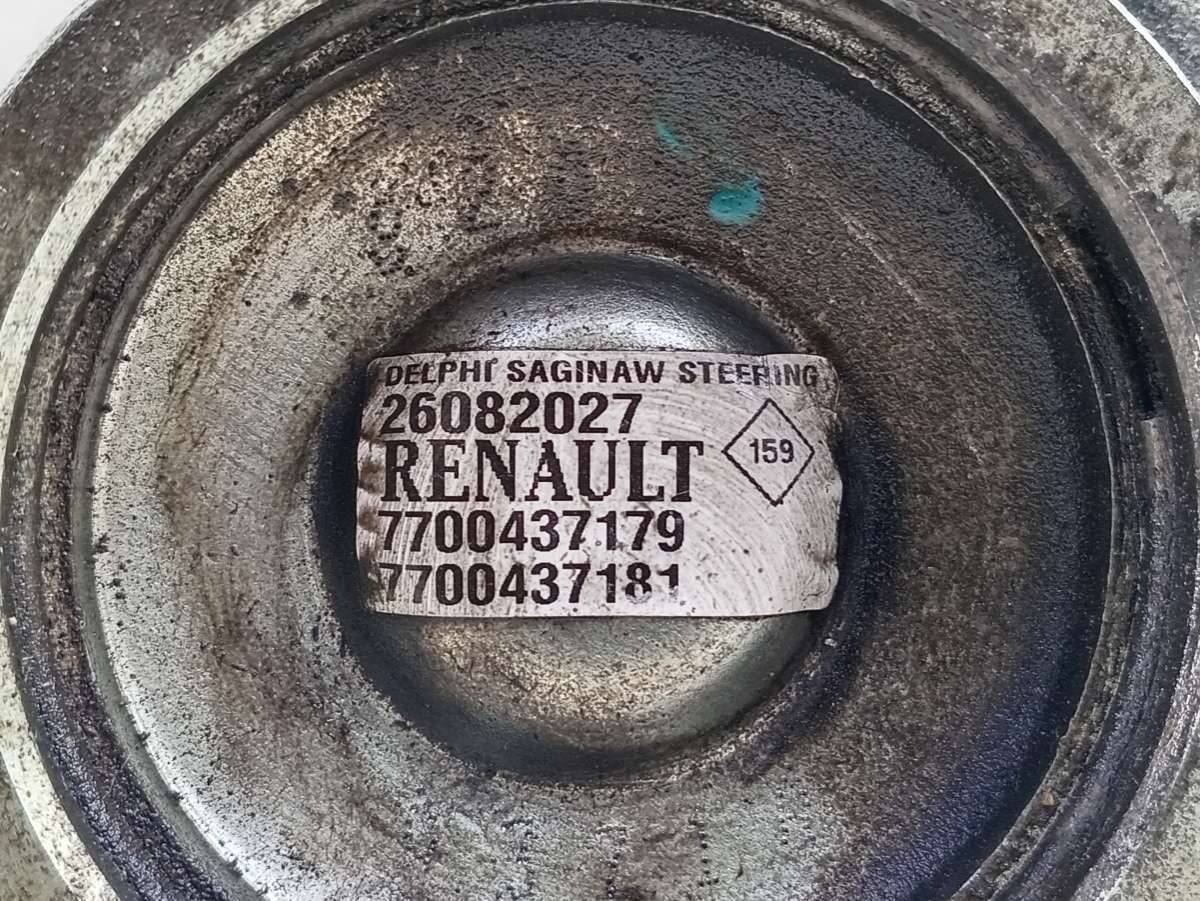 DELPHI SAGINAW STEERING
26082027
RENAULT
159
7700437179
7700437181